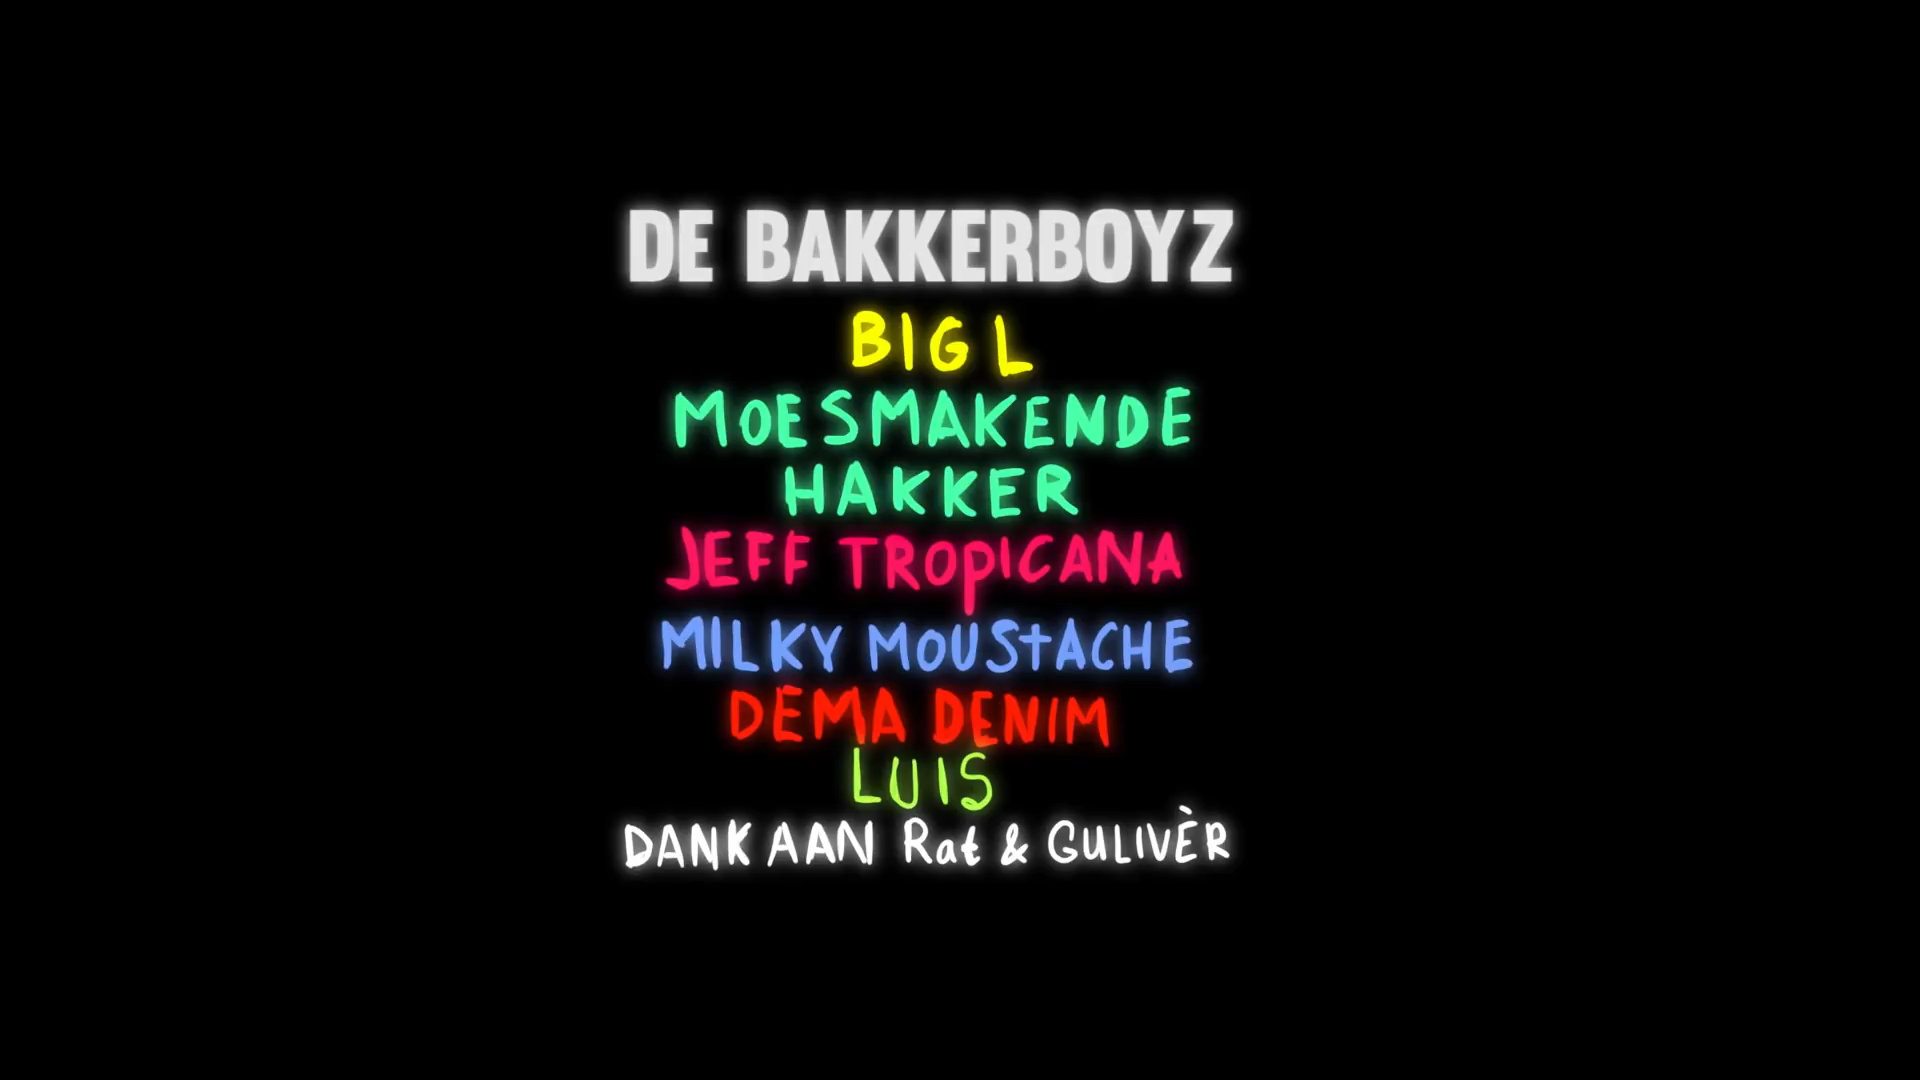 DE BAKKERBOYZ
BIG L
MOESMAKENDE
HAKKER
JEFF TROPICANA
MILKY MOUSTACHE
DEMA DENIM
LUIS
DANK AAN Rat & GULIVÈR